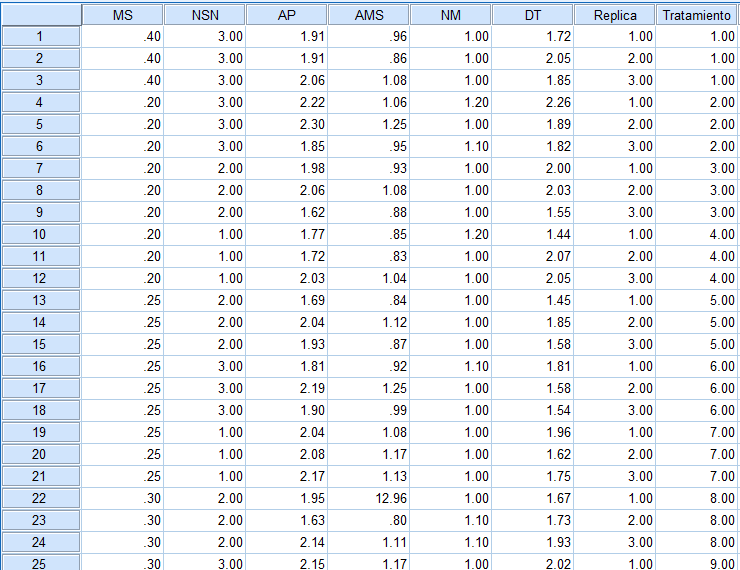 MS NSN AP AMS NM DT Replica Tratamiento
1 .40 3.00 1.91 .96 1.00 1.72 1.00 1.00
2 .40 3.00 1.91 .86 1.00 2.05 2.00 1.00
3 .40 3.00 2.06 1.08 1.00 1.85 3.00 1.00
4 .20 3.00 2.22 1.06 1.20 2.26 1.00 2.00
5 .20 3.00 2.30 1.25 1.00 1.89 2.00 2.00
6 .20 3.00 1.85 .95 1.10 1.82 3.00 2.00
7 .20 2.00 1.98 .93 1.00 2.00 1.00 3.00
8 .20 2.00 2.06 1.08 1.00 2.03 2.00 3.00
9 .20 2.00 1.62 .88 1.00 1.55 3.00 3.00
10 .20 1.00 1.77 .85 1.20 1.44 1.00 4.00
11 .20 1.00 1.72 .83 1.00 2.07 2.00 4.00
12 .20 1.00 2.03 1.04 1.00 2.05 3.00 4.00
13 .25 2.00 1.69 .84 1.00 1.45 1.00 5.00
14 .25 2.00 2.04 1.12 1.00 1.85 2.00 5.00
15 .25 2.00 1.93 .87 1.00 1.58 3.00 5.00
16 .25 3.00 1.81 .92 1.10 1.81 1.00 6.00
17 .25 3.00 2.19 1.25 1.00 1.58 2.00 6.00
18 .25 3.00 1.90 .99 1.00 1.54 3.00 6.00
19 .25 1.00 2.04 1.08 1.00 1.96 1.00 7.00
20 .25 1.00 2.08 1.17 1.00 1.62 2.00 7.00
21 .25 1.00 2.17 1.13 1.00 1.75 3.00 7.00
22 .30 2.00 1.95 12.96 1.00 1.67 1.00 8.00
23 .30 2.00 1.63 .80 1.10 1.73 2.00 8.00
24 .30 2.00 2.14 1.11 1.10 1.93 3.00 8.00
25 .30 3.00 2.15 1.17 1.00 2.02 1.00 9.00